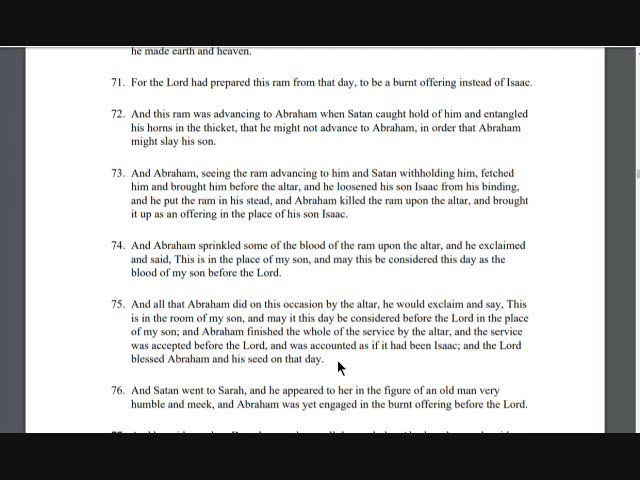 he made earth and heaven.
71. For the Lord had prepared this ram from that day, to be a burnt offering instead of Isaac.
72. And this ram was advancing to Abraham when Satan caught hold of him and entangled
his horns in the thicket, that he might not advance to Abraham, in order that Abraham
might slay his son.
73. And Abraham, seeing the ram advancing to him and Satan withholding him, fetched
him and brought him before the altar, and he loosened his son Isaac from his binding,
and he put the ram in his stead, and Abraham killed the ram upon the altar, and brought
it up as an offering in the place of his son Isaac.
74. And Abraham sprinkled some of the blood of the ram upon the altar, and he exclaimed
and said, This is in the place of my son, and may this be considered this day as the
blood of my son before the Lord.
75. And all that Abraham did on this occasion by the altar, he would exclaim and say, This
is in the room of my son, and may it this day be considered before the Lord in the place
of my son; and Abraham finished the whole of the service by the altar, and the service
was accepted before the Lord, and was accounted as if it had been Isaac; and the Lord
blessed Abraham and his seed on that day.
76. And Satan went to Sarah, and he appeared to her in the figure of an old man very
humble and meek, and Abraham was yet engaged in the burnt offering before the Lord.